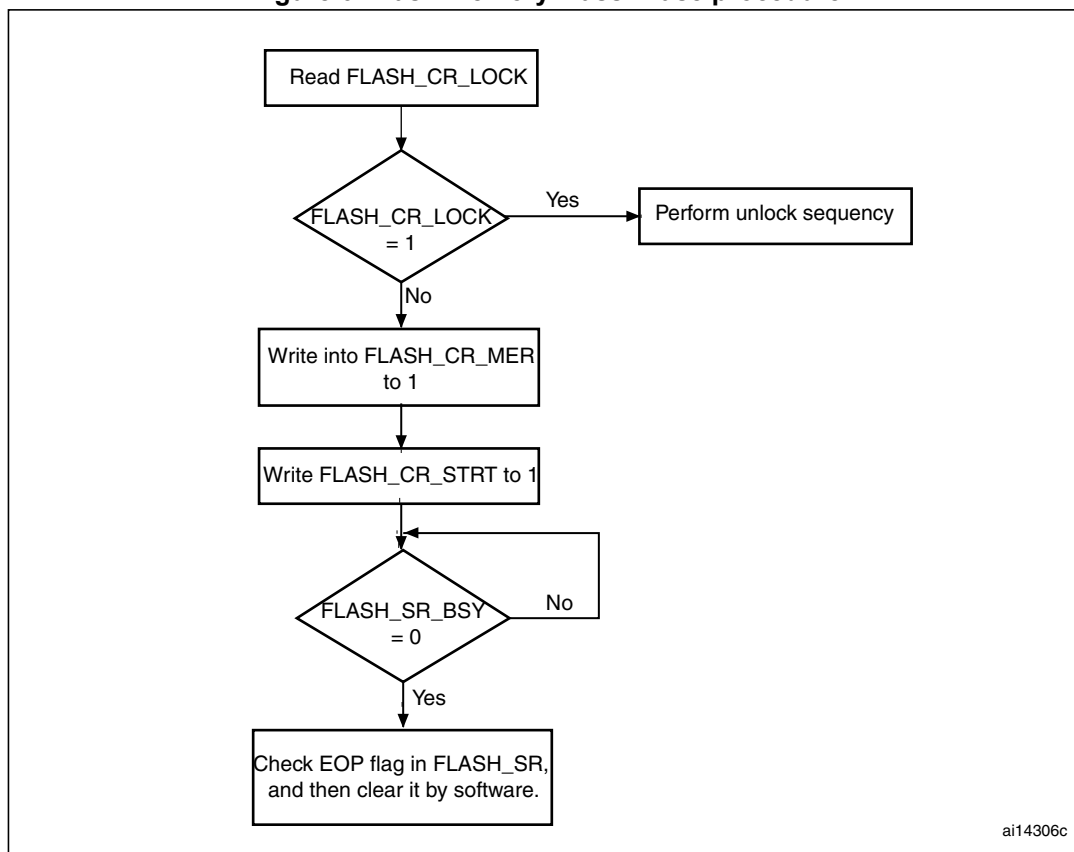 Read FLASH_CR_LOCK
FLASH_CR_LOCK
= 1
Yes
Perform unlock sequency
No
Write into FLASH_CR_MER
to 1
Write FLASH_CR_STRT to 1
FLASH_SR_BSY
= 0
No
Yes
Check EOP flag in FLASH_SR,
and then clear it by software.
ai14306c